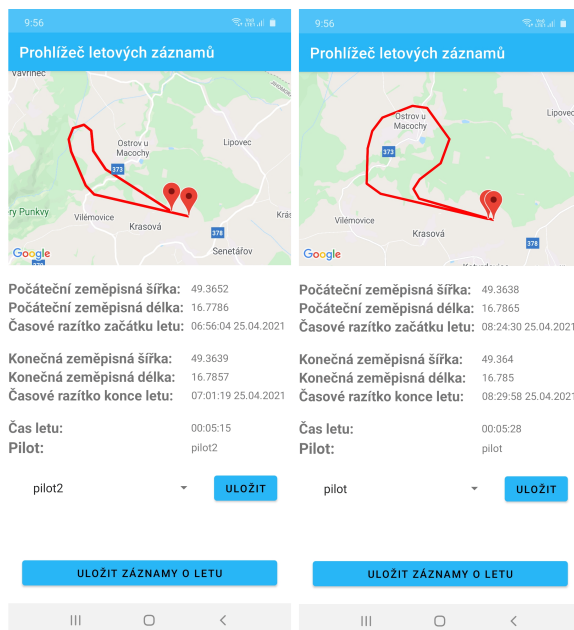 9:56
Prohlížeč letových záznamů
Vavřinec
Ostrov u
Macochy
Lipovec
373
ry Punkvy
Vilémovice
Krasová
Krás
378
Senetářov
Google
Počáteční zeměpisná šířka: 49.3652
Počáteční zeměpisná délka: 16.7786
Časové razítko začátku letu: 06:56:04 25.04.2021
Konečná zeměpisná šířka: 49.3639
Konečná zeměpisná délka: 16.7857
Časové razítko konce letu: 07:01:19 25.04.2021
Čas letu: 00:05:15
Pilot: pilot2
pilot2 ULOŽIT
ULOŽIT ZÁZNAMY O LETU
9:56
Prohlížeč letových záznamů
Ostrov u
Macochy
Lipovec
373
Vilémovice
Krasová
378
Google
Počáteční zeměpisná šířka: 49.3638
Počáteční zeměpisná délka: 16.7865
Časové razítko začátku letu: 08:24:30 25.04.2021
Konečná zeměpisná šířka: 49.364
Konečná zeměpisná délka: 16.785
Časové razítko konce letu: 08:29:58 25.04.2021
Čas letu: 00:05:28
Pilot: pilot
pilot ULOŽIT
ULOŽIT ZÁZNAMY O LETU